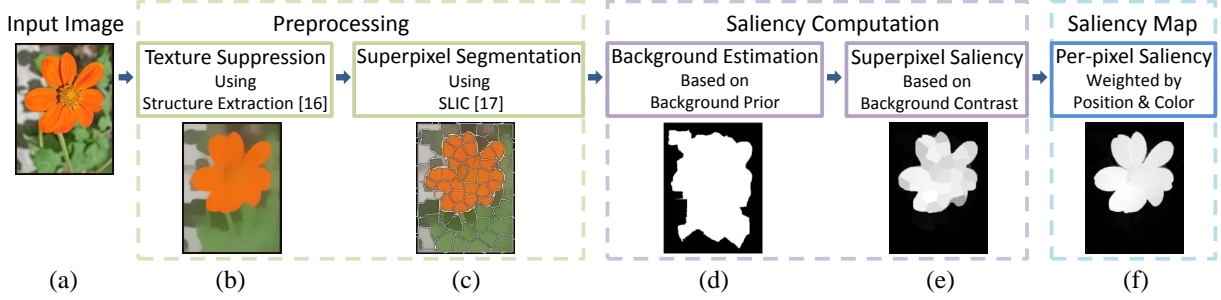 Input Image
Preprocessing
Saliency Computation
Saliency Map
Texture Suppression
Using
Structure Extraction [16]
Superpixel Segmentation
Using
SLIC [17]
Background Estimation
Based on
Background Prior
Superpixel Saliency
Based on
Background Contrast
Per-pixel Saliency
Weighted by
Position & Color
(a)
(b)
(c)
(d)
(e)
(f)